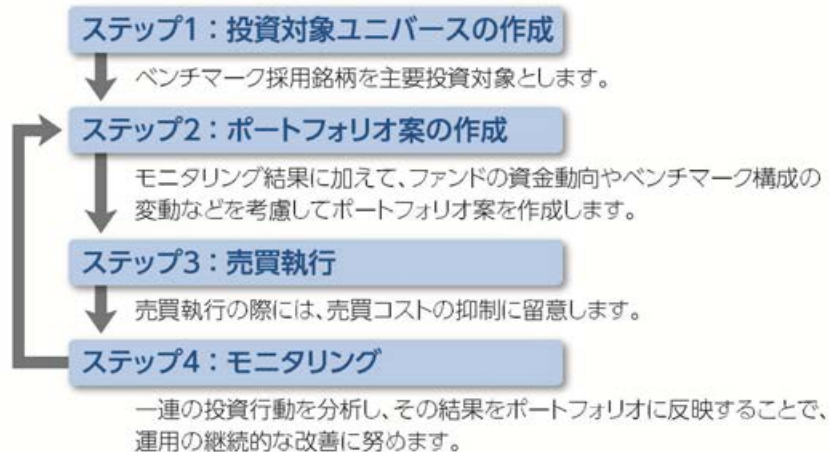 ステップ1：投資対象ユニバースの作成
ベンチマーク採用銘柄を主要投資対象とします。
ステップ2：ポートフォリオ案の作成
モニタリング結果に加えて、ファンドの資金動向やベンチマーク構成の
変動などを考慮してポートフォリオ案を作成します。
ステップ3：売買執行
売買執行の際には、売買コストの抑制に留意します。
ステップ4：モニタリング
一連の投資行動を分析し、その結果をポートフォリオに反映することで、
運用の継続的な改善に努めます。